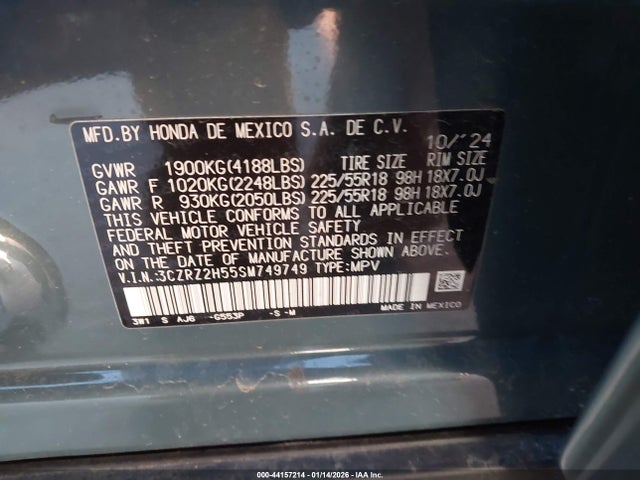 MFD.BY HONDA DE MEXICO S.A. DE C.V. 10/'24
GVWR 1900KG(4188LBS) TIRE SIZE RIM SIZE
GAWR F 1020KG(2248LBS) 225/55R18 98H 18X7.0J
GAWR R 930KG(2050LBS) 225/55R18 98H 18X7.0J
THIS VEHICLE CONFORMS TO ALL APPLICABLE
FEDERAL MOTOR VEHICLE SAFETY
AND THEFT PREVENTION STANDARDS IN EFFECT
ON THE DATE OF MANUFACTURE SHOWN ABOVE.
V.I.N.:3CZRZ2H55SM749749 TYPE:MPV
3W1 S AJG -G553P -S -M MADE IN MEXICO
000-44157214 - 01/14/2026 - IAA Inc.